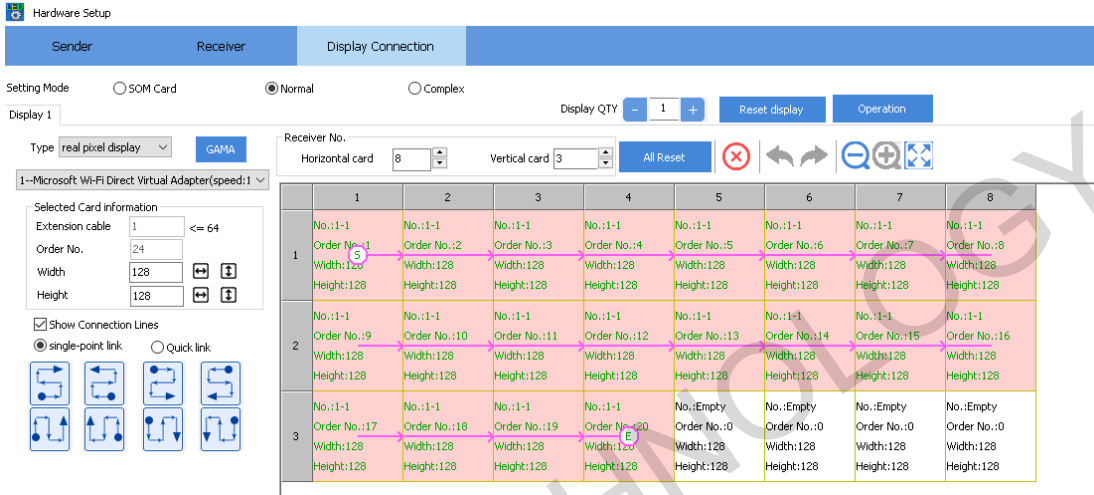 Hardware Setup
Sender Receiver Display Connection
Setting Mode SOM Card Normal Complex
Display 1 Display QTY - 1 + Reset display Operation
Type real pixel display GAMA
Receiver No.
Horizontal card 8 Vertical card 3 All Reset
1--Microsoft Wi-Fi Direct Virtual Adapter(speed:1
Selected Card information
Extension cable 1 <= 64
Order No. 24
Width 128
Height 128
Show Connection Lines
single-point link Quick link
1 2 3 4 5 6 7 8
1
No.:1-1 No.:1-1 No.:1-1 No.:1-1 No.:1-1 No.:1-1 No.:1-1 No.:1-1
Order No.:1 Order No.:2 Order No.:3 Order No.:4 Order No.:5 Order No.:6 Order No.:7 Order No.:8
S
Width:128 Width:128 Width:128 Width:128 Width:128 Width:128 Width:128 Width:128
Height:128 Height:128 Height:128 Height:128 Height:128 Height:128 Height:128 Height:128
2
No.:1-1 No.:1-1 No.:1-1 No.:1-1 No.:1-1 No.:1-1 No.:1-1 No.:1-1
Order No.:9 Order No.:10 Order No.:11 Order No.:12 Order No.:13 Order No.:14 Order No.:15 Order No.:16
Width:128 Width:128 Width:128 Width:128 Width:128 Width:128 Width:128 Width:128
Height:128 Height:128 Height:128 Height:128 Height:128 Height:128 Height:128 Height:128
3
No.:1-1 No.:1-1 No.:1-1 No.:1-1 No.:Empty No.:Empty No.:Empty No.:Empty
Order No.:17 Order No.:18 Order No.:19 Order No.:20 Order No.:0 Order No.:0 Order No.:0 Order No.:0
E
Width:128 Width:128 Width:128 Width:128 Width:128 Width:128 Width:128 Width:128
Height:128 Height:128 Height:128 Height:128 Height:128 Height:128 Height:128 Height:128
HNOLOGY